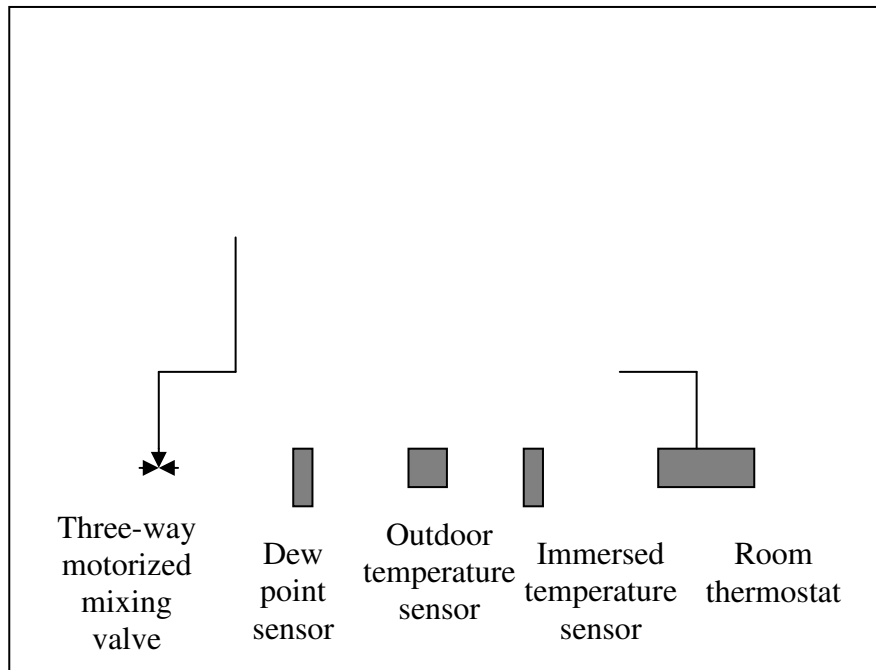 Three-way
motorized
mixing
valve
Dew
point
sensor
Outdoor
temperature
sensor
Immersed
temperature
sensor
Room
thermostat